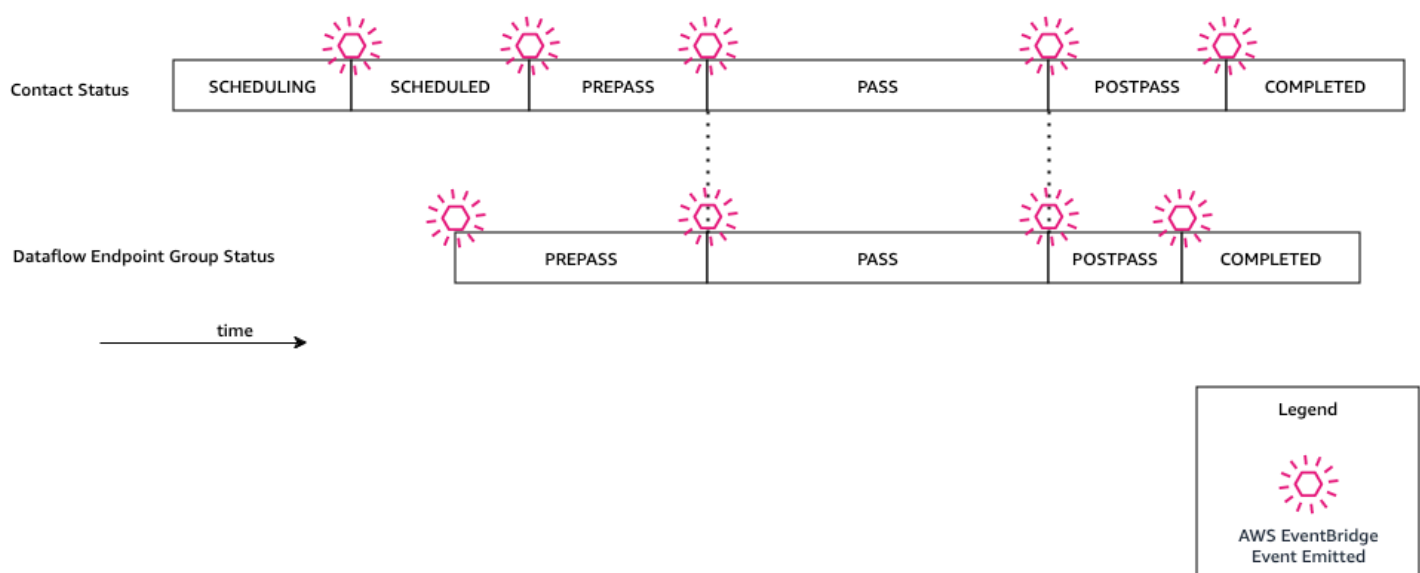 Contact Status
SCHEDULING
SCHEDULED
PREPASS
PASS
POSTPASS
COMPLETED
Dataflow Endpoint Group Status
PREPASS
PASS
POSTPASS
COMPLETED
time
Legend
AWS EventBridge
Event Emitted